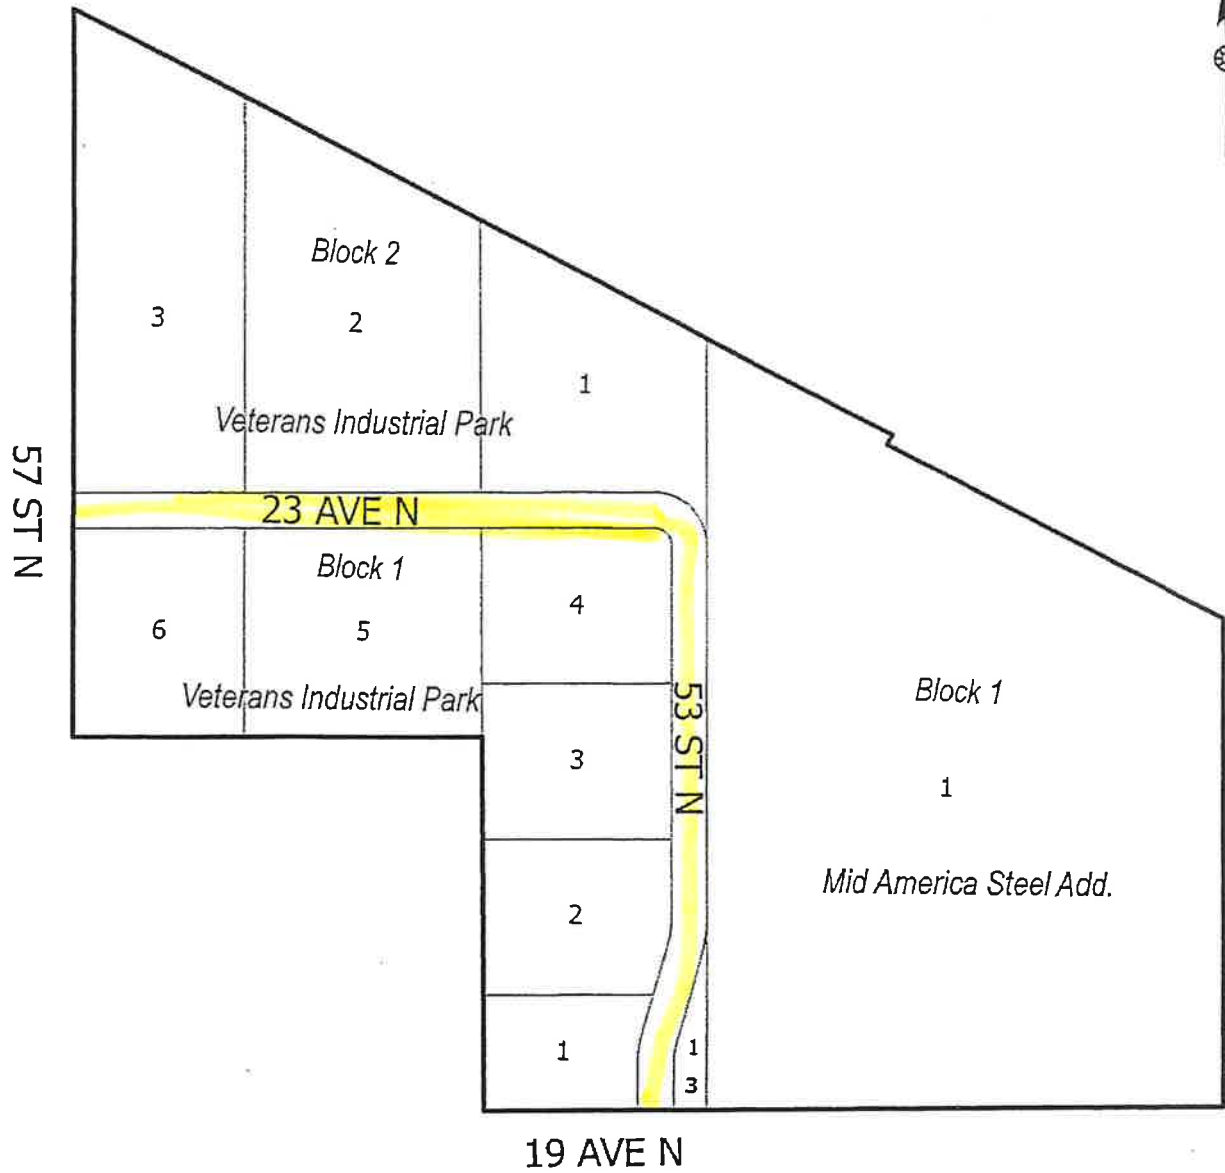 Block 2
3
2
1
Veterans Industrial Park
57 ST N
23 AVE N
Block 1
4
6
5
Veterans Industrial Park
53 ST N
Block 1
3
1
Mid America Steel Add.
2
1
1
3
19 AVE N